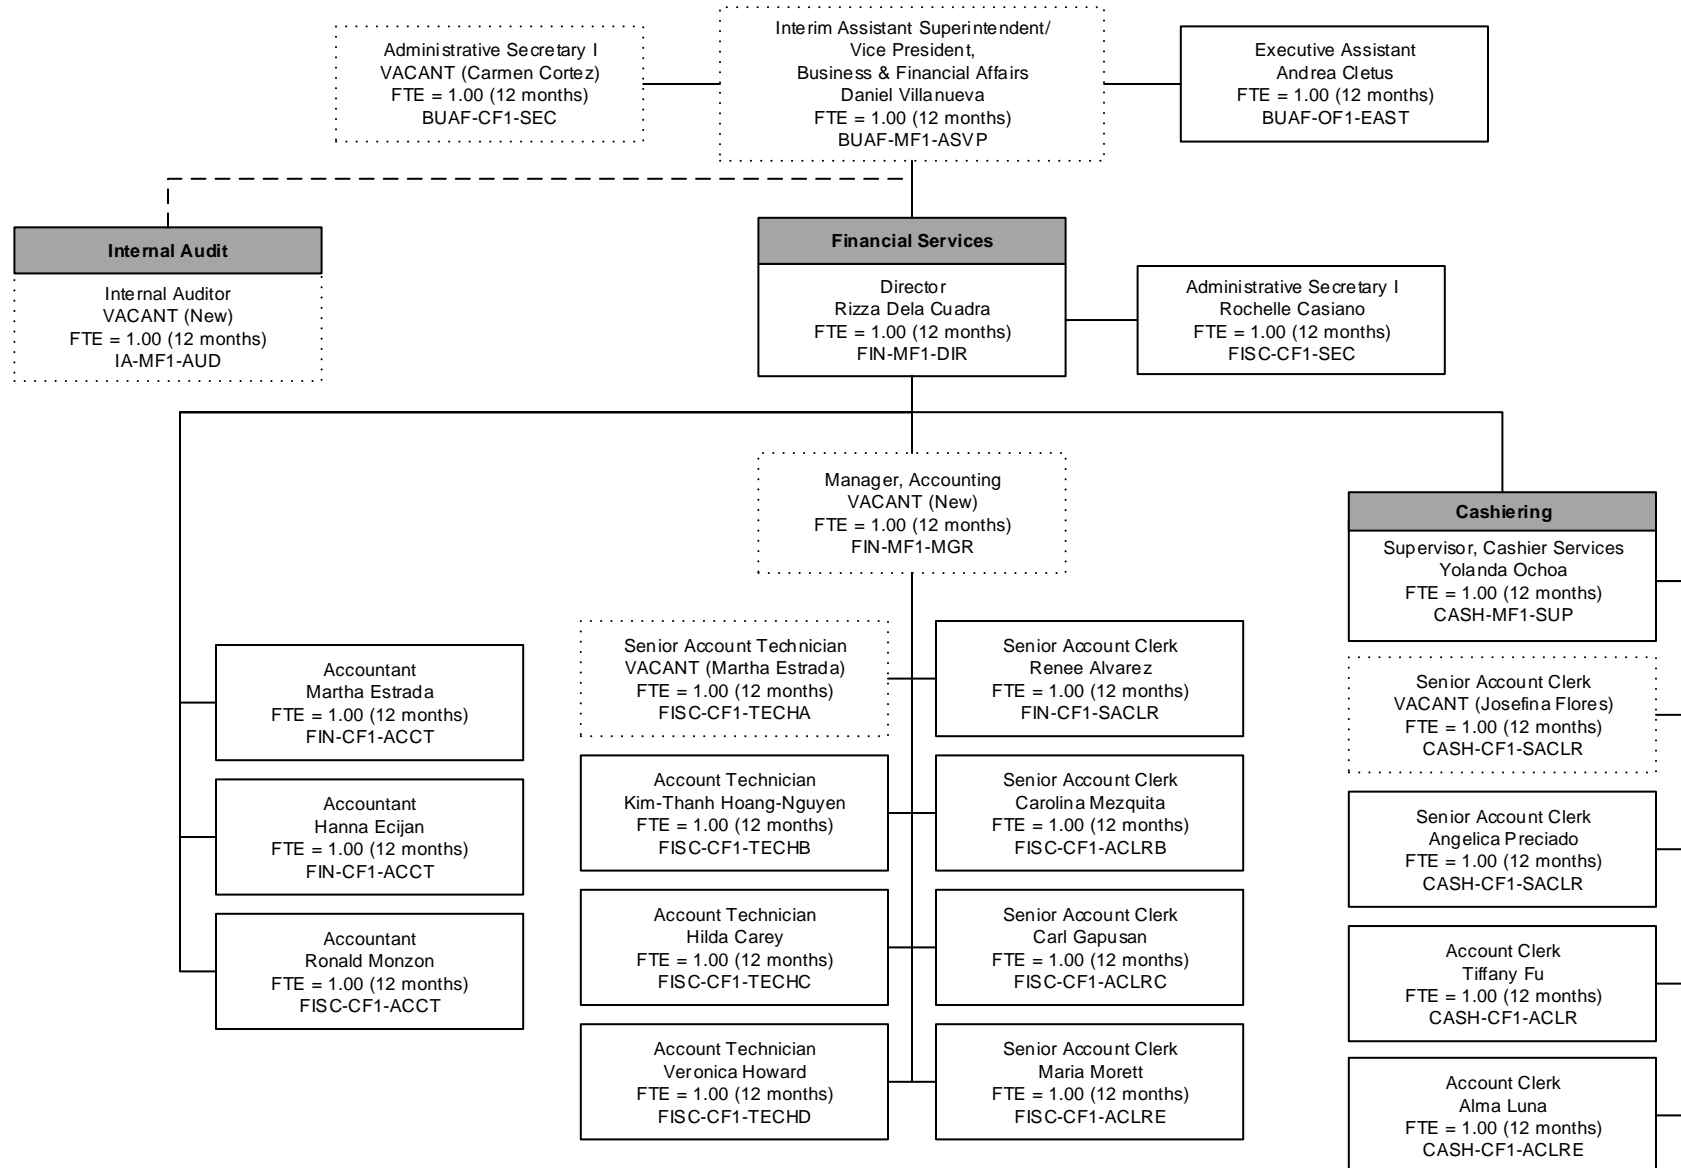 Administrative Secretary I
VACANT (Carmen Cortez)
FTE = 1.00 (12 months)
BUAF-CF1-SEC
Interim Assistant Superintendent/
Vice President,
Business & Financial Affairs
Daniel Villanueva
FTE = 1.00 (12 months)
BUAF-MF1-ASVP
Executive Assistant
Andrea Cletus
FTE = 1.00 (12 months)
BUAF-OF1-EAST
Internal Audit
Internal Auditor
VACANT (New)
FTE = 1.00 (12 months)
IA-MF1-AUD
Financial Services
Director
Rizza Dela Cuadra
FTE = 1.00 (12 months)
FIN-MF1-DIR
Administrative Secretary I
Rochelle Casiano
FTE = 1.00 (12 months)
FISC-CF1-SEC
Manager, Accounting
VACANT (New)
FTE = 1.00 (12 months)
FIN-MF1-MGR
Accountant
Martha Estrada
FTE = 1.00 (12 months)
FIN-CF1-ACCT
Accountant
Hanna Ecijan
FTE = 1.00 (12 months)
FIN-CF1-ACCT
Accountant
Ronald Monzon
FTE = 1.00 (12 months)
FISC-CF1-ACCT
Senior Account Technician
VACANT (Martha Estrada)
FTE = 1.00 (12 months)
FISC-CF1-TECHA
Account Technician
Kim-Thanh Hoang-Nguyen
FTE = 1.00 (12 months)
FISC-CF1-TECHB
Account Technician
Hilda Carey
FTE = 1.00 (12 months)
FISC-CF1-TECHC
Account Technician
Veronica Howard
FTE = 1.00 (12 months)
FISC-CF1-TECHD
Senior Account Clerk
Renee Alvarez
FTE = 1.00 (12 months)
FIN-CF1-SACLR
Senior Account Clerk
Carolina Mezquita
FTE = 1.00 (12 months)
FISC-CF1-ACLRB
Senior Account Clerk
Carl Gapusan
FTE = 1.00 (12 months)
FISC-CF1-ACLRC
Senior Account Clerk
Maria Morett
FTE = 1.00 (12 months)
FISC-CF1-ACLRE
Cashiering
Supervisor, Cashier Services
Yolanda Ochoa
FTE = 1.00 (12 months)
CASH-MF1-SUP
Senior Account Clerk
VACANT (Josefina Flores)
FTE = 1.00 (12 months)
CASH-CF1-SACLR
Senior Account Clerk
Angelica Preciado
FTE = 1.00 (12 months)
CASH-CF1-SACLR
Account Clerk
Tiffany Fu
FTE = 1.00 (12 months)
CASH-CF1-ACLR
Account Clerk
Alma Luna
FTE = 1.00 (12 months)
CASH-CF1-ACLRE